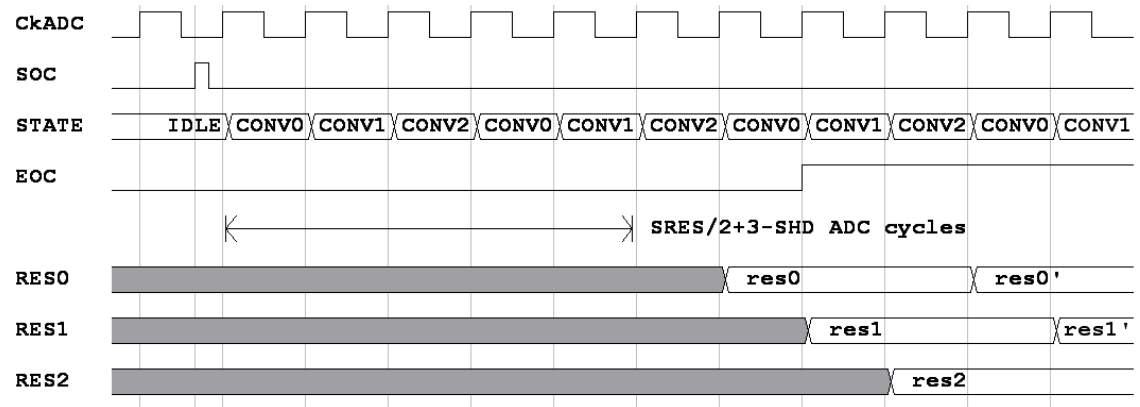 CkADC
SOC
STATE IDLE CONV0 CONV1 CONV2 CONV0 CONV1 CONV2 CONV0 CONV1 CONV2 CONV0 CONV1
EOC
SRES/2+3-SHD ADC cycles
RES0 res0 res0'
RES1 res1 res1'
RES2 res2